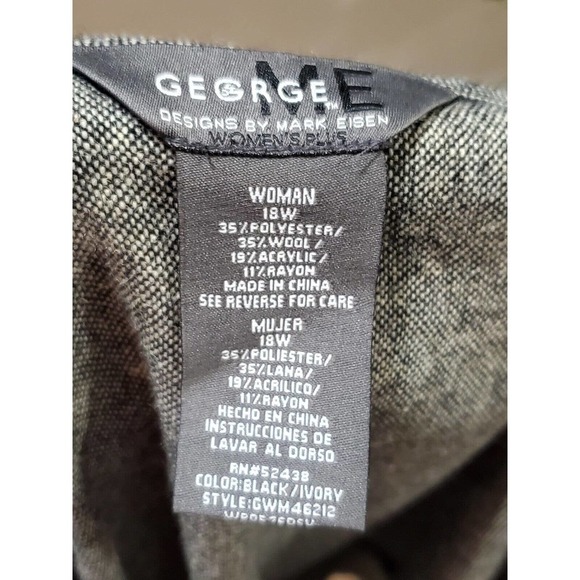 GEORGE ME
DESIGNS BY MARK EISEN
WOMEN'S PLUS
WOMAN
18W
35%POLYESTER/
35%WOOL/
19%ACRYLIC/
11%RAYON
MADE IN CHINA
SEE REVERSE FOR CARE
MUJER
18W
35%POLIESTER/
35%LANA/
19%ACRILICO/
11%RAYON
HECHO EN CHINA
INSTRUCCIONES DE
LAVAR AL DORSO
RN#52438
COLOR:BLACK/IVORY
STYLE:GWM46212